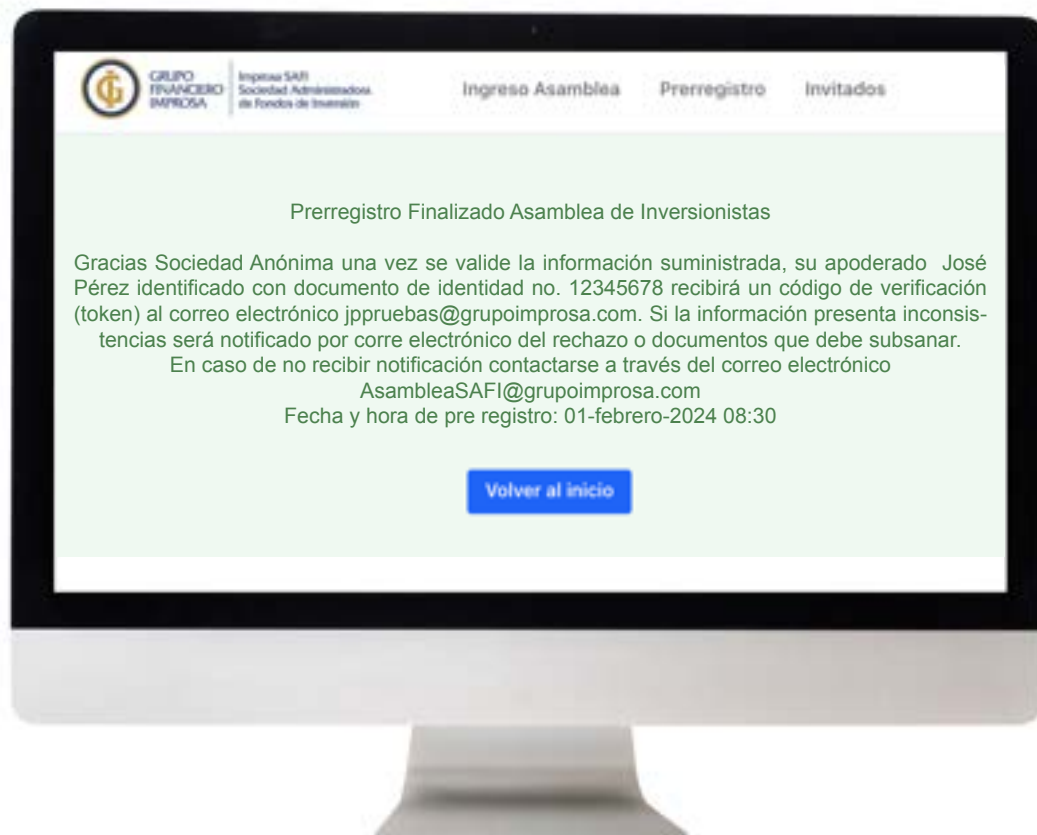 GRUPO
FINANCIERO
IMPROSA
Improsa SAFI
Sociedad Administradora
de Fondos de Inversión
Ingreso Asamblea Prerregistro Invitados
Prerregistro Finalizado Asamblea de Inversionistas
Gracias Sociedad Anónima una vez se valide la información suministrada, su apoderado José
Pérez identificado con documento de identidad no. 12345678 recibirá un código de verificación
(token) al correo electrónico jppruebas@grupoimprosa.com. Si la información presenta inconsis-
tencias será notificado por corre electrónico del rechazo o documentos que debe subsanar.
En caso de no recibir notificación contactarse a través del correo electrónico
AsambleaSAFI@grupoimprosa.com
Fecha y hora de pre registro: 01-febrero-2024 08:30
Volver al inicio